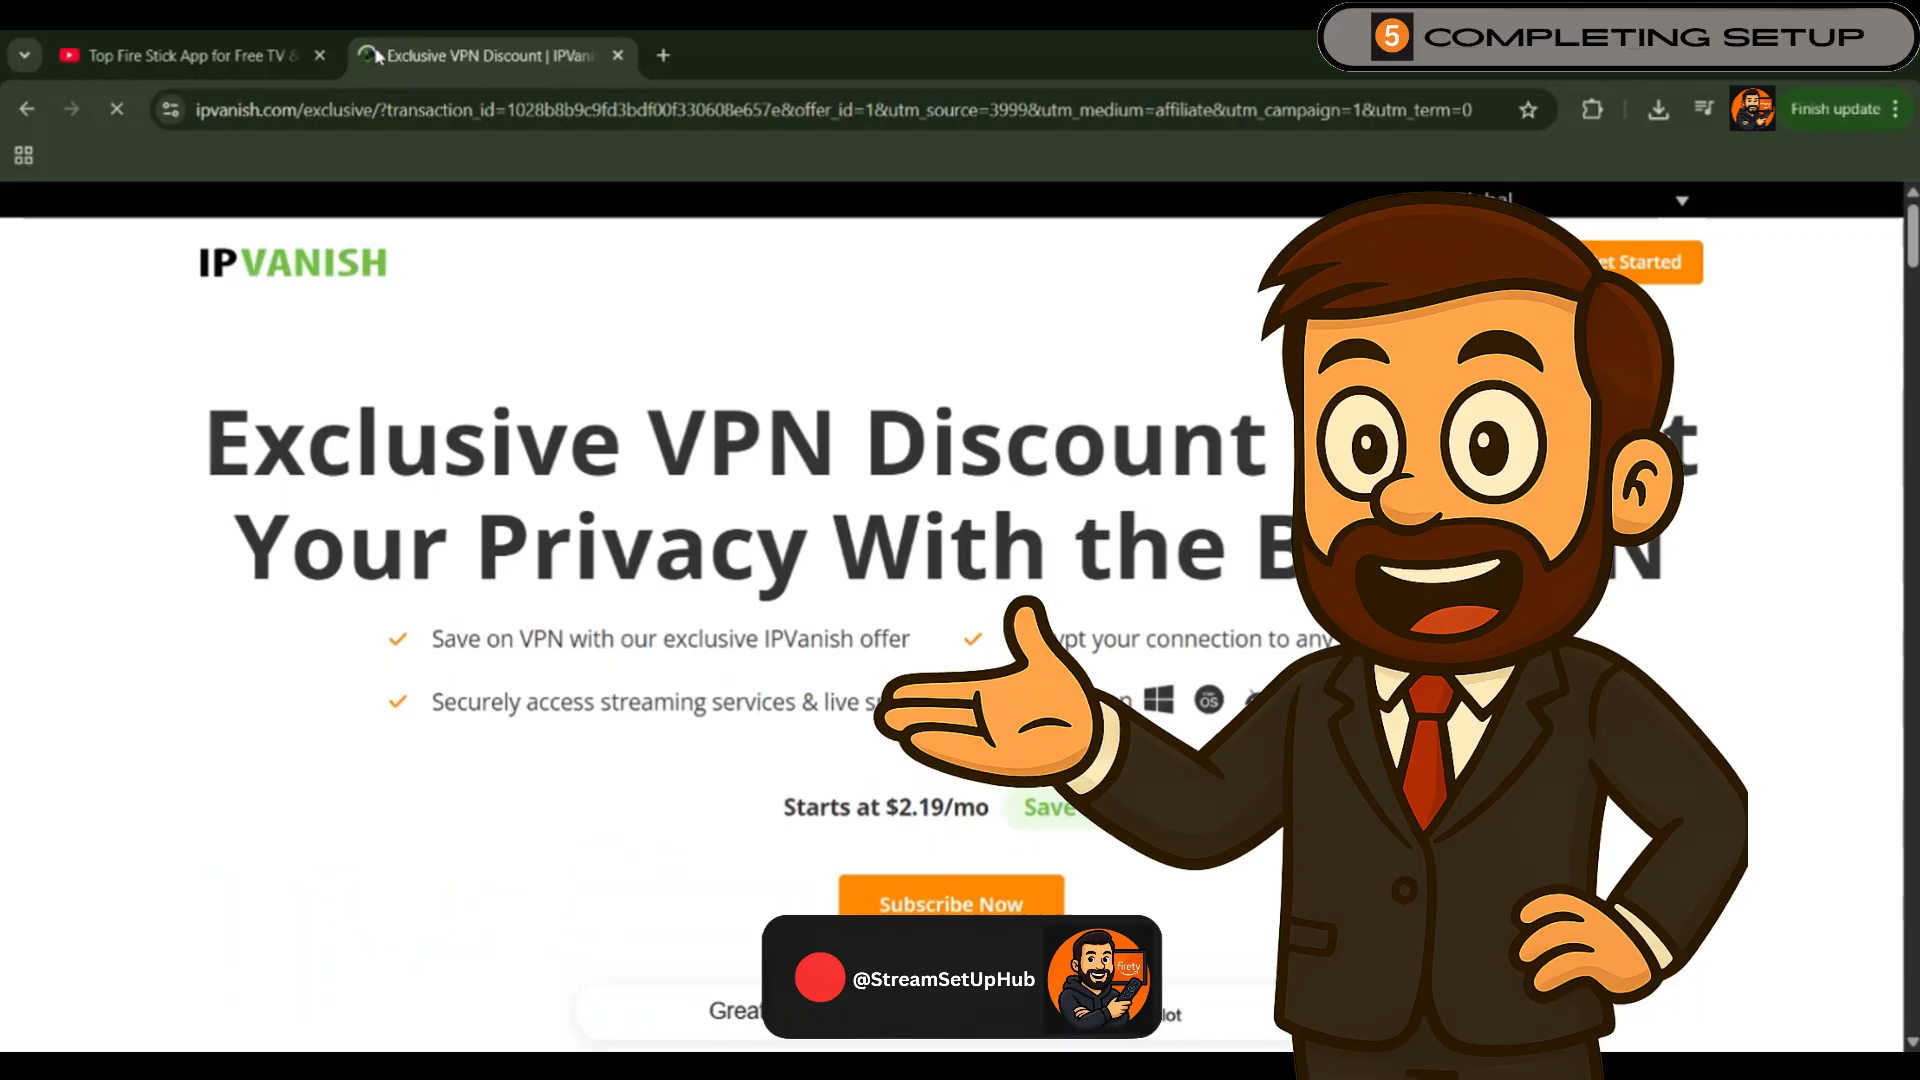 5 COMPLETING SETUP
Top Fire Stick App for Free TV &
Exclusive VPN Discount | IPVani
ipvanish.com/exclusive/?transaction_id=1028b8b9c9fd3bdf00f330608e657e&offer_id=1&utm_source=3999&utm_medium=affiliate&utm_campaign=1&utm_term=0
Finish update
IPVANISH
et Started
Exclusive VPN Discount
Your Privacy With the B
Save on VPN with our exclusive IPVanish offer
ypt your connection to any
Securely access streaming services & live s
Starts at $2.19/mo
Save
Subscribe Now
@StreamSetUpHub
firetv
Great
lot